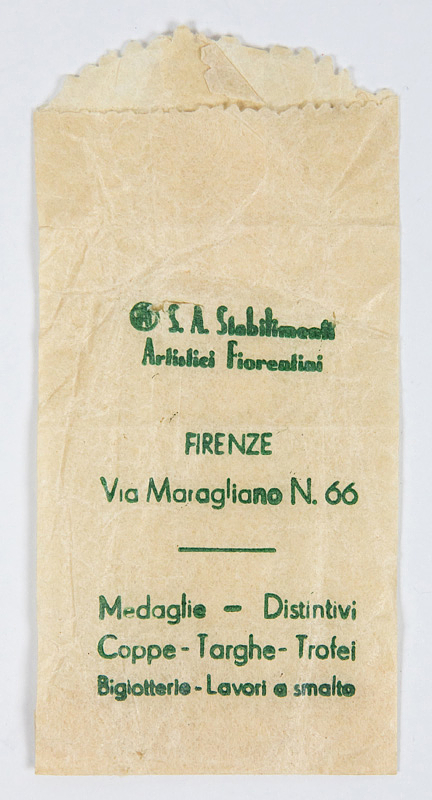 S. A. Stabilimenti
Artistici Fiorentini
FIRENZE
Via Maragliano N. 66
Medaglie - Distintivi
Coppe - Targhe - Trofei
Bigiotterie - Lavori a smalto